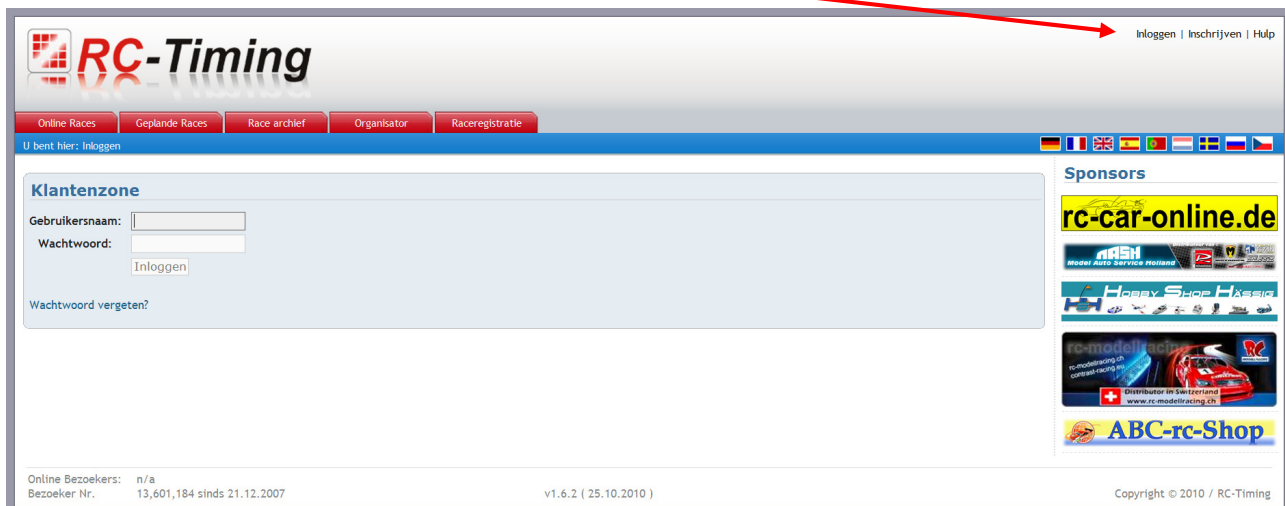 Inloggen | Inschrijven | Hulp
RC-Timing
Online Races Geplande Races Race archief Organisator Raceregistratie
U bent hier: Inloggen
Klantenzone
Gebruikersnaam:
Wachtwoord:
Inloggen
Wachtwoord vergeten?
Sponsors
rc-car-online.de
MASH
Model Auto Service Holland
Hobby Shop Hässig
rc-modellracing
rc-modellracing.ch
contrast-racing.eu
RC
Distributor in Switzerland
www.rc-modellracing.ch
ABC-rc-Shop
Online Bezoekers: n/a
Bezoeker Nr. 13,601,184 sinds 21.12.2007
v1.6.2 ( 25.10.2010 )
Copyright © 2010 / RC-Timing